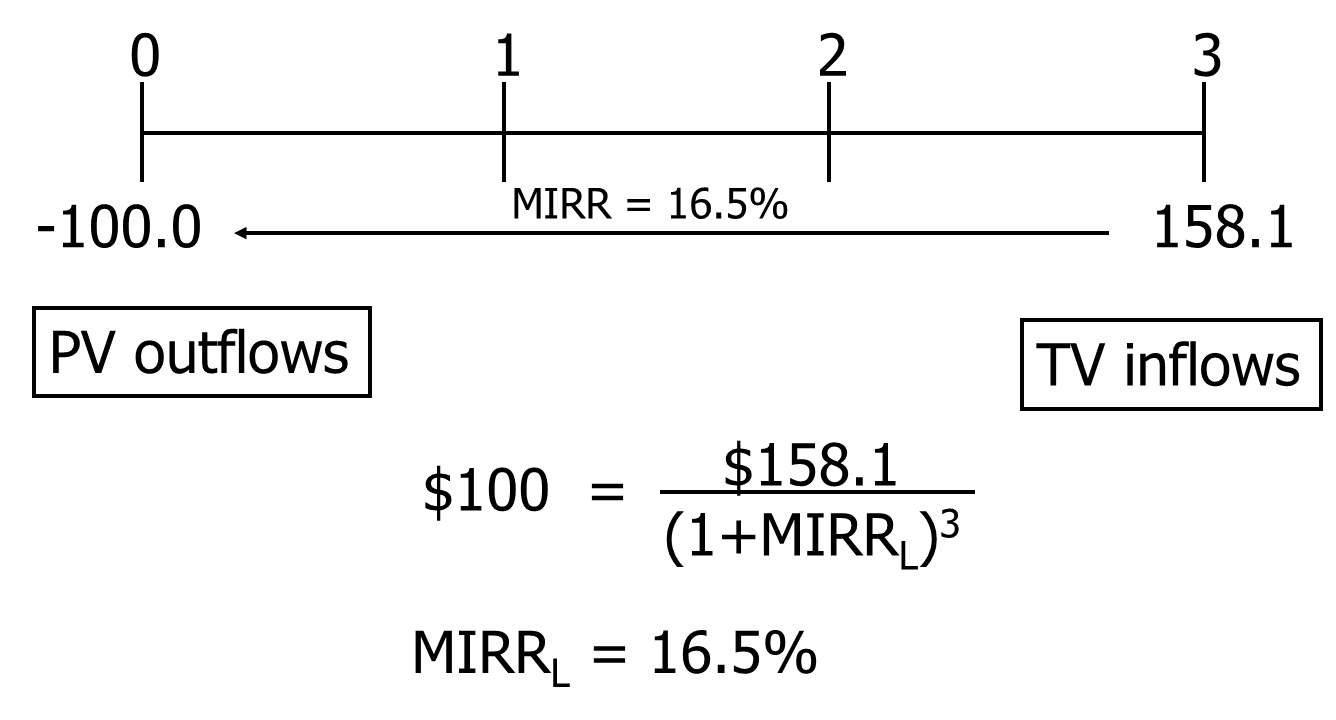 0 1 2 3
MIRR = 16.5%
-100.0 158.1
PV outflows
TV inflows
$158.1
$100 =
(1+MIRRL)3
MIRRL = 16.5%